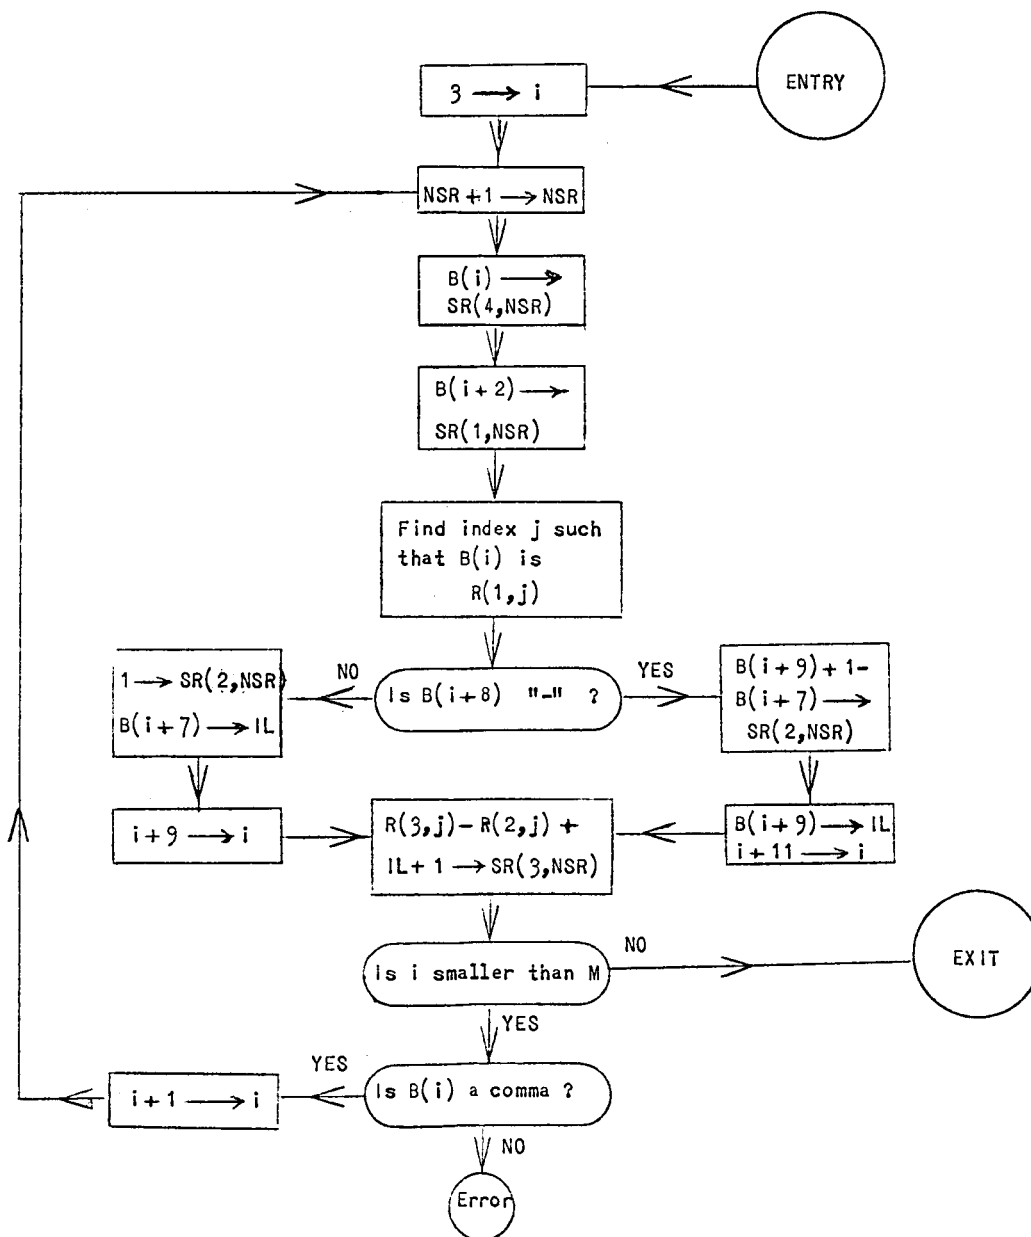 ENTRY
3 → i
NSR + 1 → NSR
B(i) →
SR(4,NSR)
B(i + 2) →
SR(1,NSR)
Find index j such
that B(i) is
R(1,j)
NO
Is B(i+8) "-" ?
YES
1 → SR(2,NSR)
B(i+7) → IL
B(i + 9) + 1 -
B(i + 7) →
SR(2,NSR)
i + 9 → i
R(3,j) - R(2,j) +
IL + 1 → SR(3,NSR)
B(i + 9) → IL
i + 11 → i
Is i smaller than M
NO
EXIT
YES
YES
Is B(i) a comma ?
i + 1 → i
NO
Error